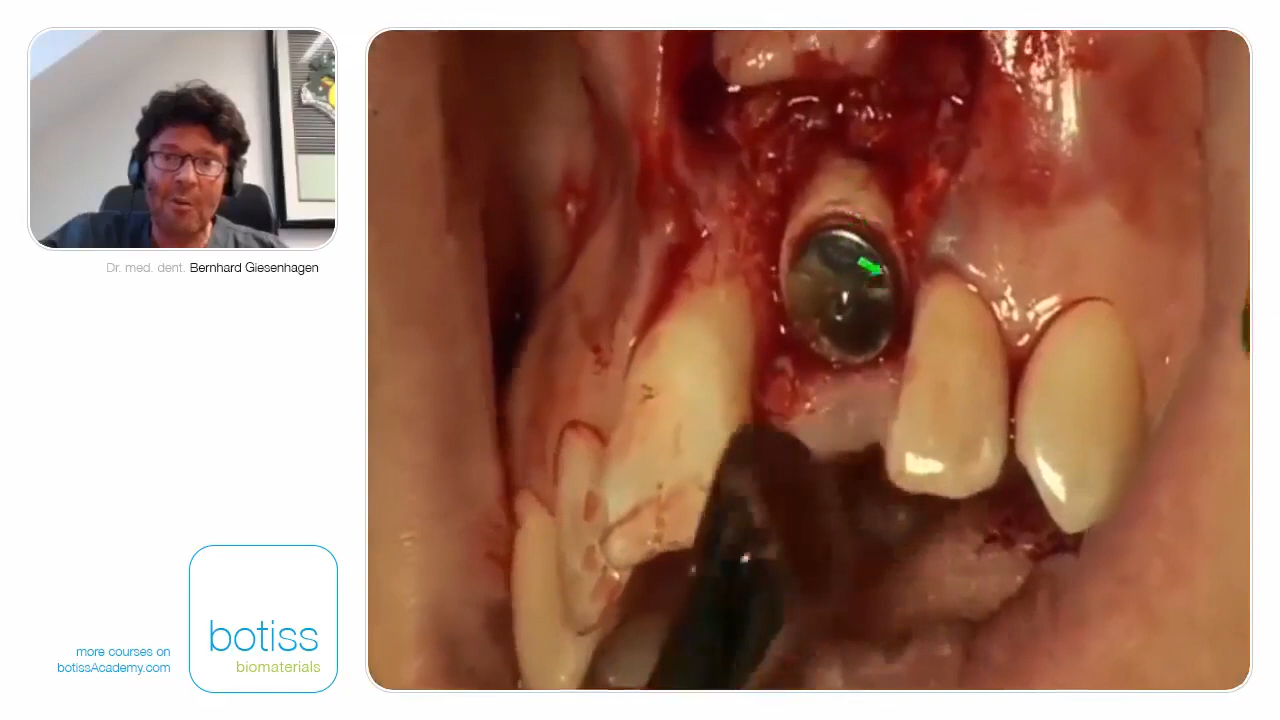 Dr. med. dent. Bernhard Giesenhagen
more courses on
botissAcademy.com
botiss
biomaterials